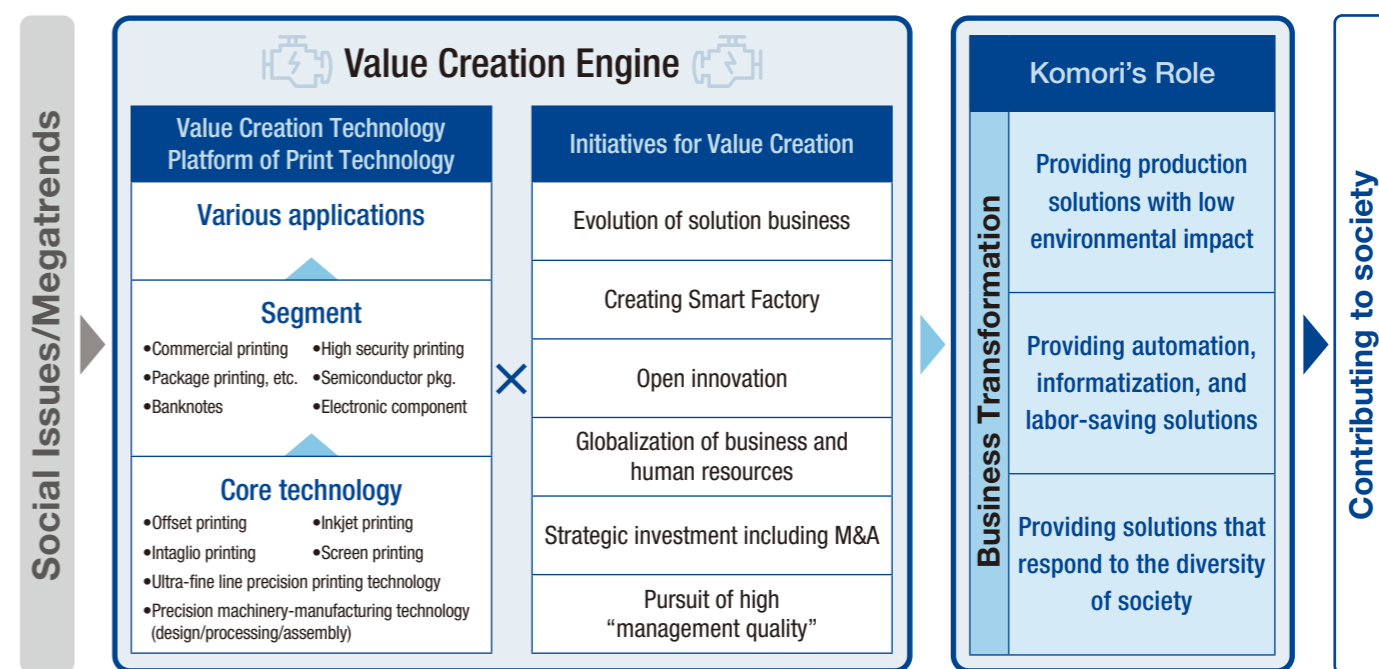 Social Issues/Megatrends
Value Creation Engine
Value Creation Technology
Platform of Print Technology
Various applications
Segment
•Commercial printing
•High security printing
•Package printing, etc.
•Semiconductor pkg.
•Banknotes
•Electronic component
Core technology
•Offset printing
•Inkjet printing
•Intaglio printing
•Screen printing
•Ultra-fine line precision printing technology
•Precision machinery-manufacturing technology
(design/processing/assembly)
×
Initiatives for Value Creation
Evolution of solution business
Creating Smart Factory
Open innovation
Globalization of business and
human resources
Strategic investment including M&A
Pursuit of high
“management quality”
Komori’s Role
Business Transformation
Providing production
solutions with low
environmental impact
Providing automation,
informatization, and
labor-saving solutions
Providing solutions that
respond to the diversity
of society
Contributing to society